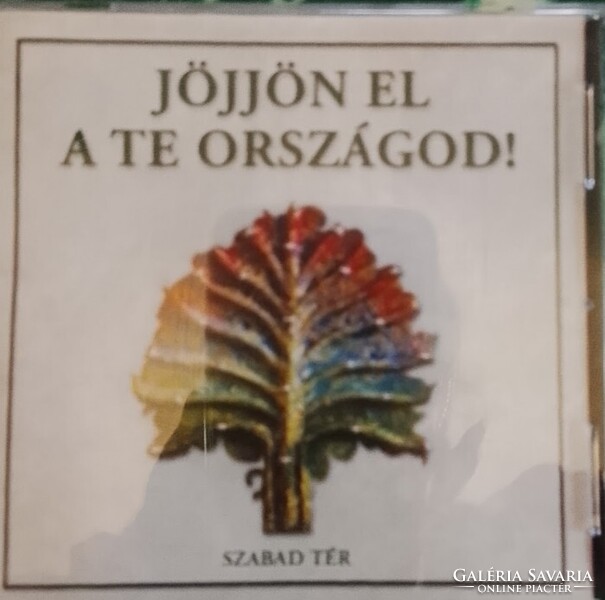 JÖJJÖN EL
A TE ORSZÁGOD!
SZABAD TÉR
GALÉRIA SAVARIA
ONLINE PIACTÉR